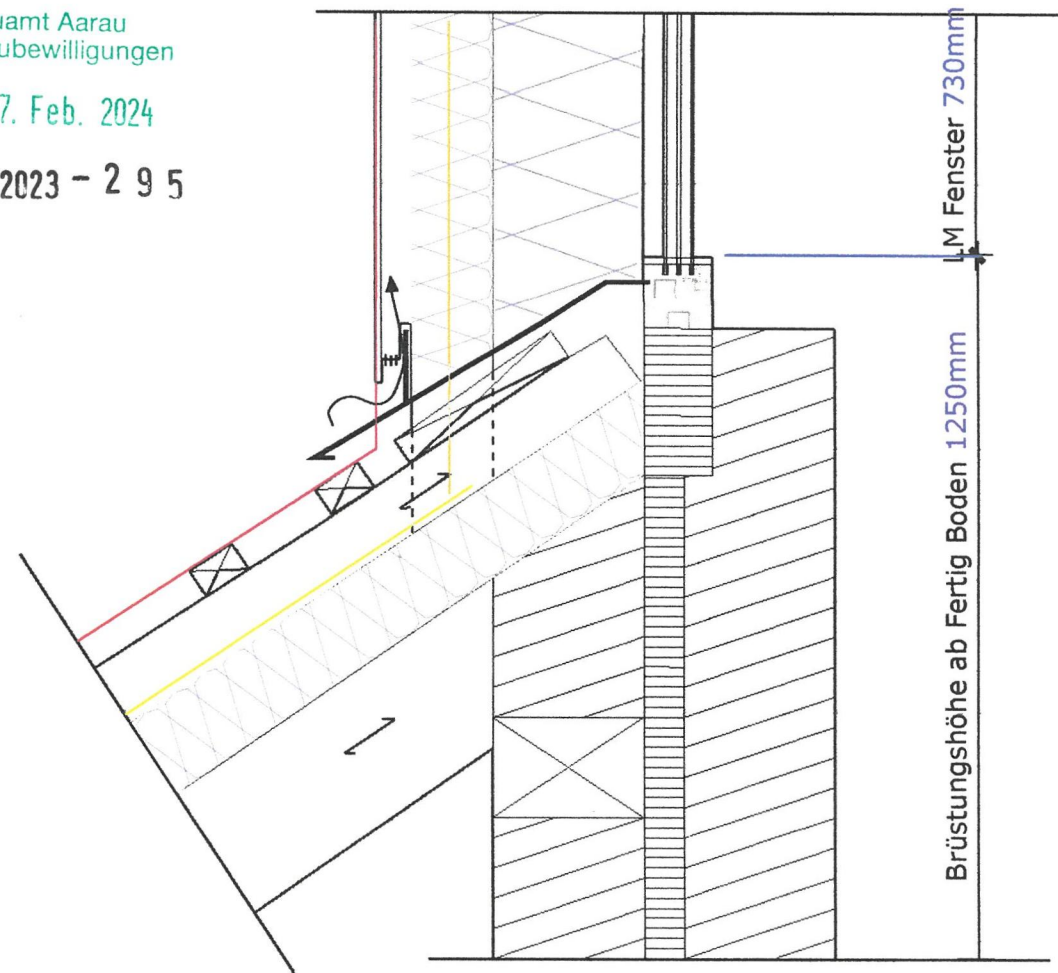 uamt Aarau
ubewilligungen
7. Feb. 2024
2023 - 2 9 5
LM Fenster 730mm
Brüstungshöhe ab Fertig Boden 1250mm